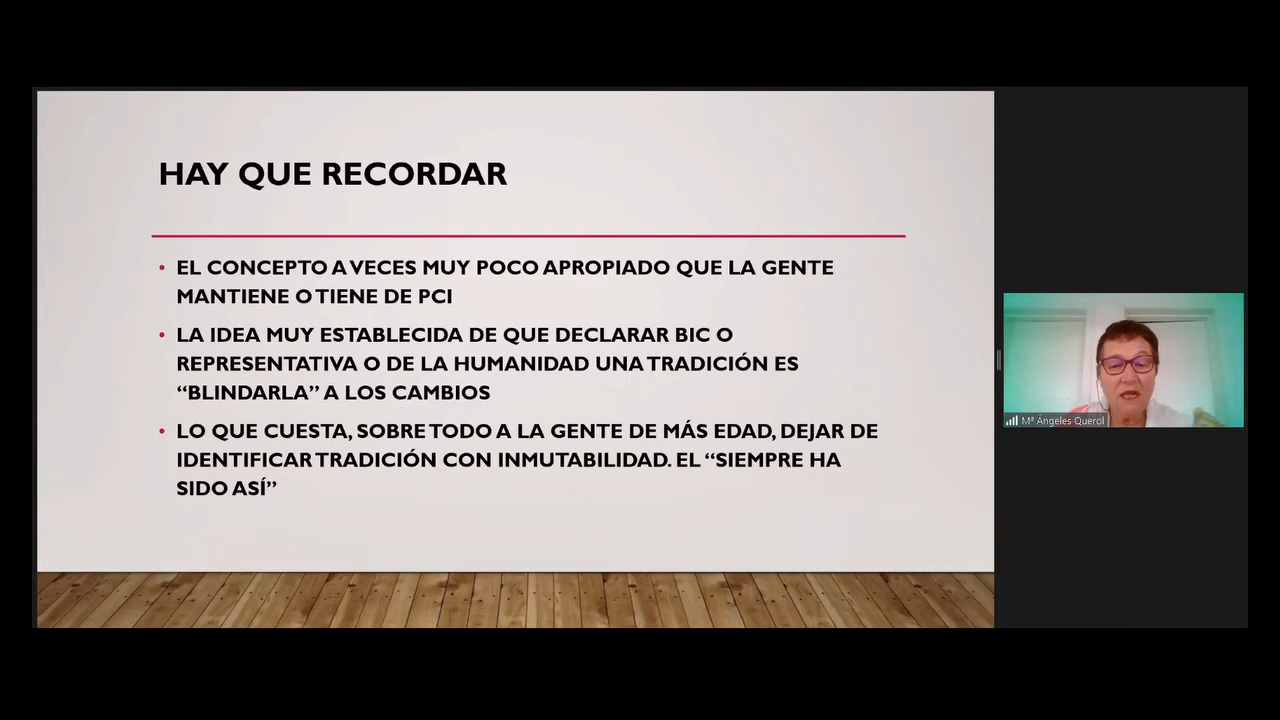 HAY QUE RECORDAR
• EL CONCEPTO A VECES MUY POCO APROPIADO QUE LA GENTE
MANTIENE O TIENE DE PCI
• LA IDEA MUY ESTABLECIDA DE QUE DECLARAR BIC O
REPRESENTATIVA O DE LA HUMANIDAD UNA TRADICIÓN ES
“BLINDARLA” A LOS CAMBIOS
• LO QUE CUESTA, SOBRE TODO A LA GENTE DE MÁS EDAD, DEJAR DE
IDENTIFICAR TRADICIÓN CON INMUTABILIDAD. EL “SIEMPRE HA
SIDO ASÍ”
Mª Ángeles Querol